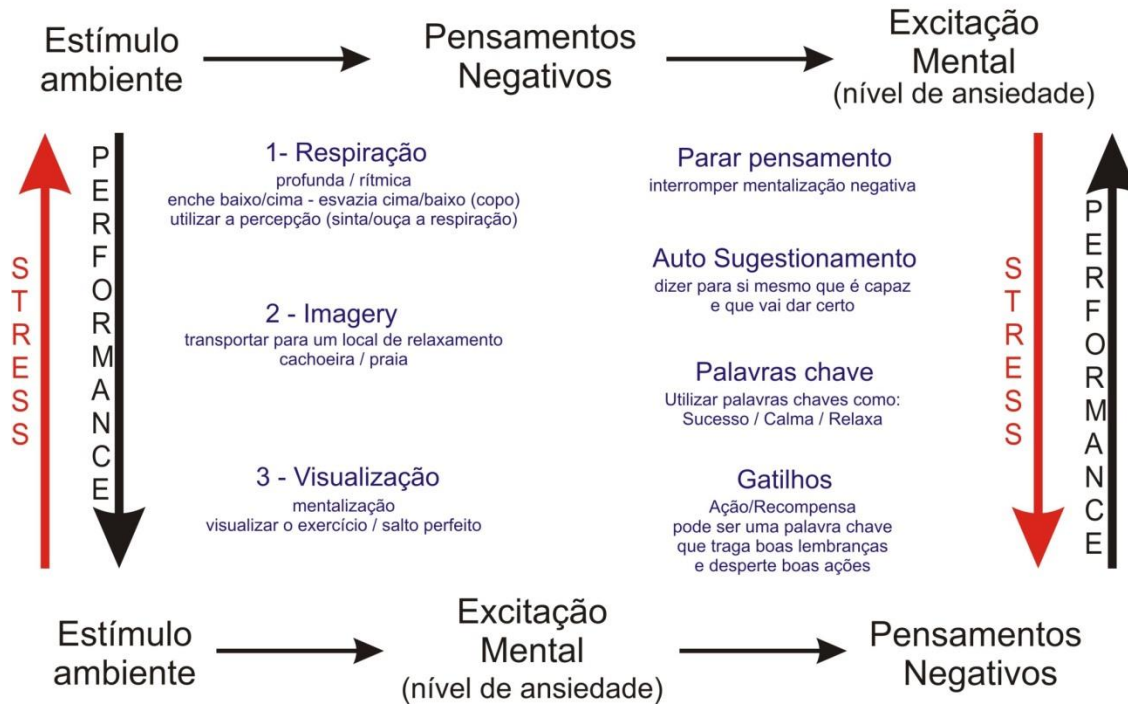 Estímulo
ambiente
Pensamentos
Negativos
Excitação
Mental
(nível de ansiedade)
STRESS
PERFORMANCE
1- Respiração
profunda / rítmica
enche baixo/cima - esvazia cima/baixo (copo)
utilizar a percepção (sinta/ouça a respiração)
2 - Imagery
transportar para um local de relaxamento
cachoeira / praia
3 - Visualização
mentalização
visualizar o exercício / salto perfeito
Parar pensamento
interromper mentalização negativa
Auto Sugestionamento
dizer para si mesmo que é capaz
e que vai dar certo
Palavras chave
Utilizar palavras chaves como:
Sucesso / Calma / Relaxa
Gatilhos
Ação/Recompensa
pode ser uma palavra chave
que traga boas lembranças
e desperte boas ações
STRESS
PERFORMANCE
Estímulo
ambiente
Excitação
Mental
(nível de ansiedade)
Pensamentos
Negativos